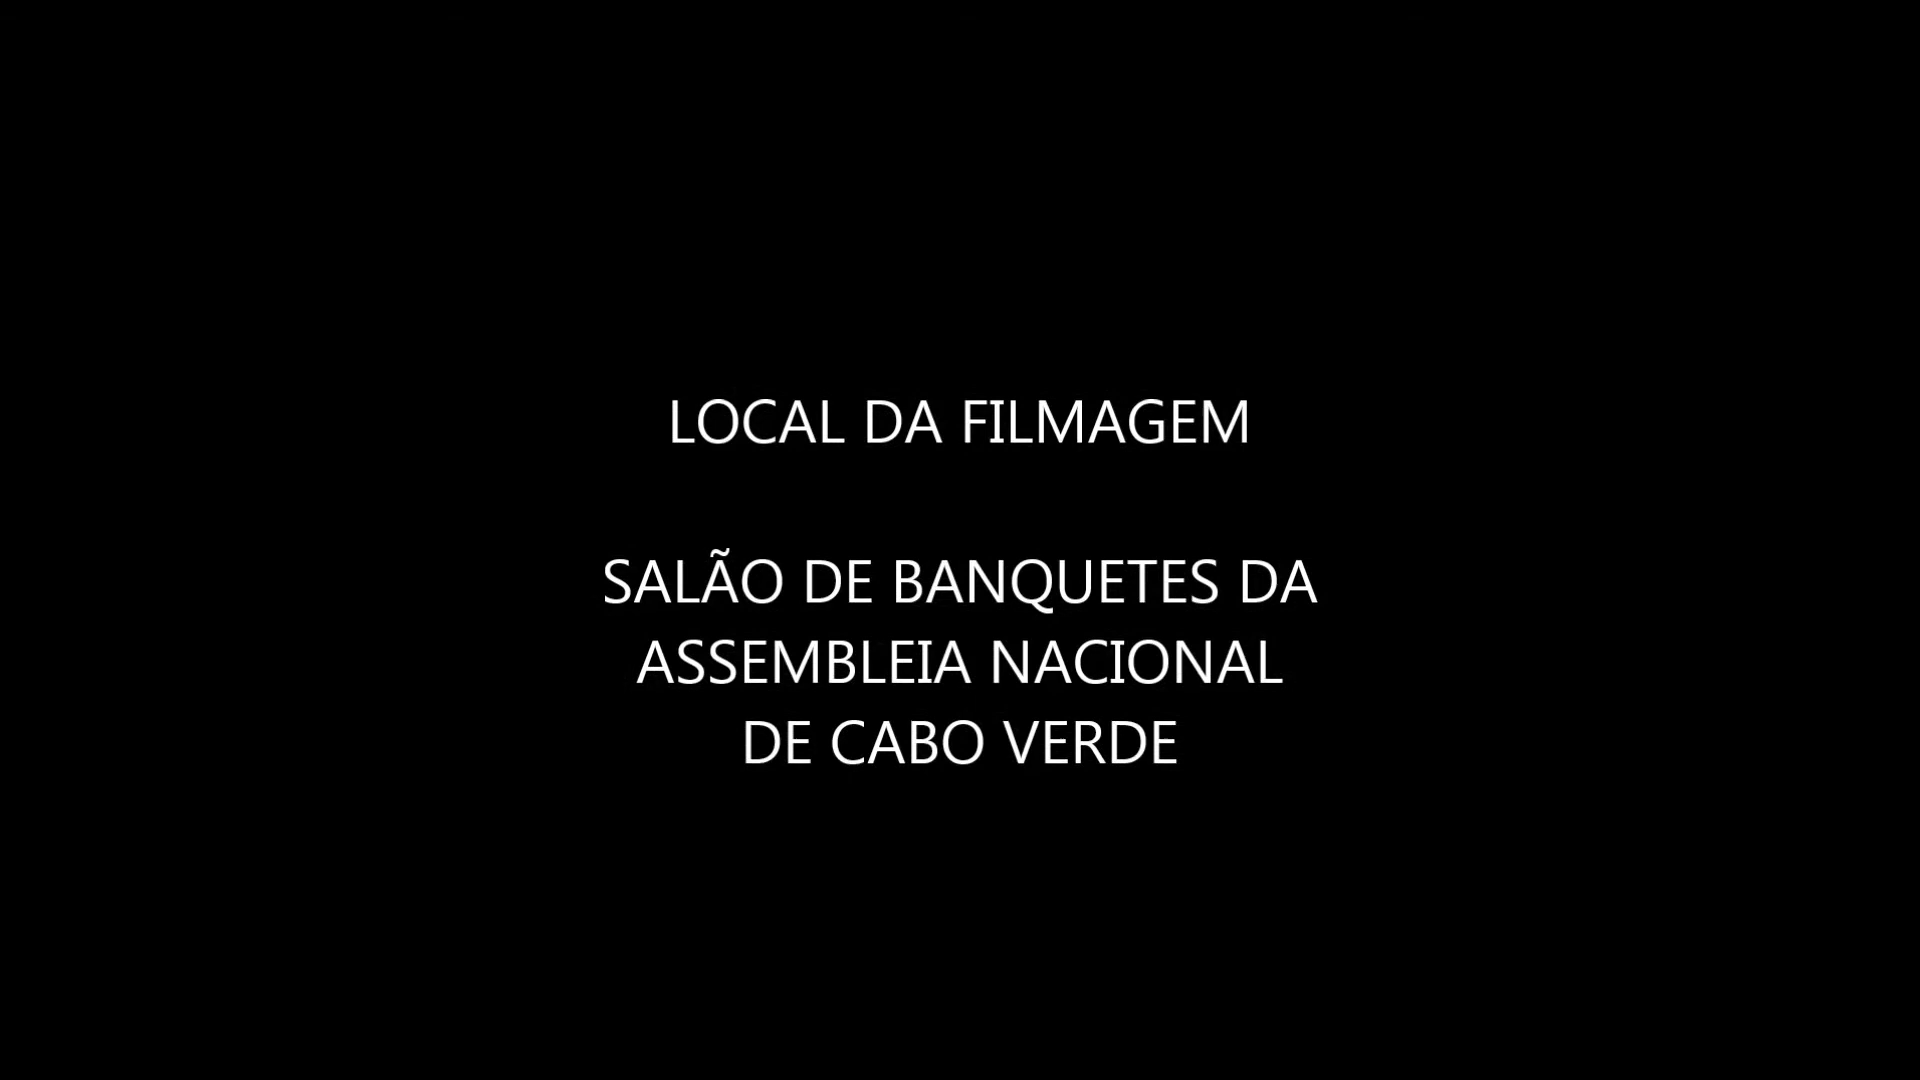 LOCAL DA FILMAGEM
SALÃO DE BANQUETES DA
ASSEMBLEIA NACIONAL
DE CABO VERDE